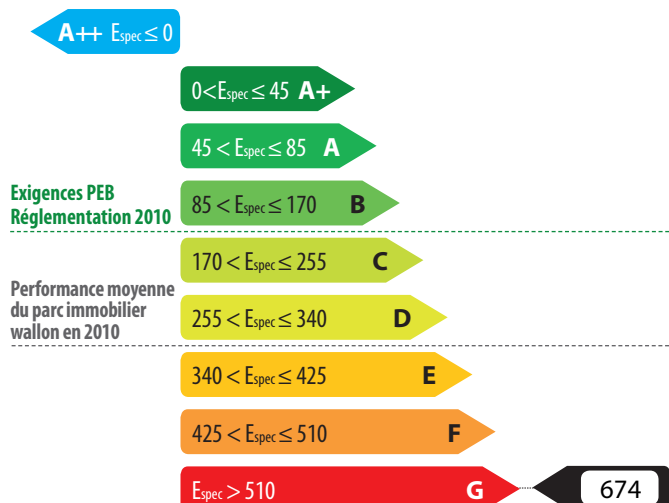 A++ Espec ≤ 0
0 < Espec ≤ 45 A+
45 < Espec ≤ 85 A
Exigences PEB
Réglementation 2010
85 < Espec ≤ 170 B
170 < Espec ≤ 255 C
Performance moyenne
du parc immobilier
wallon en 2010
255 < Espec ≤ 340 D
340 < Espec ≤ 425 E
425 < Espec ≤ 510 F
Espec > 510 G
674